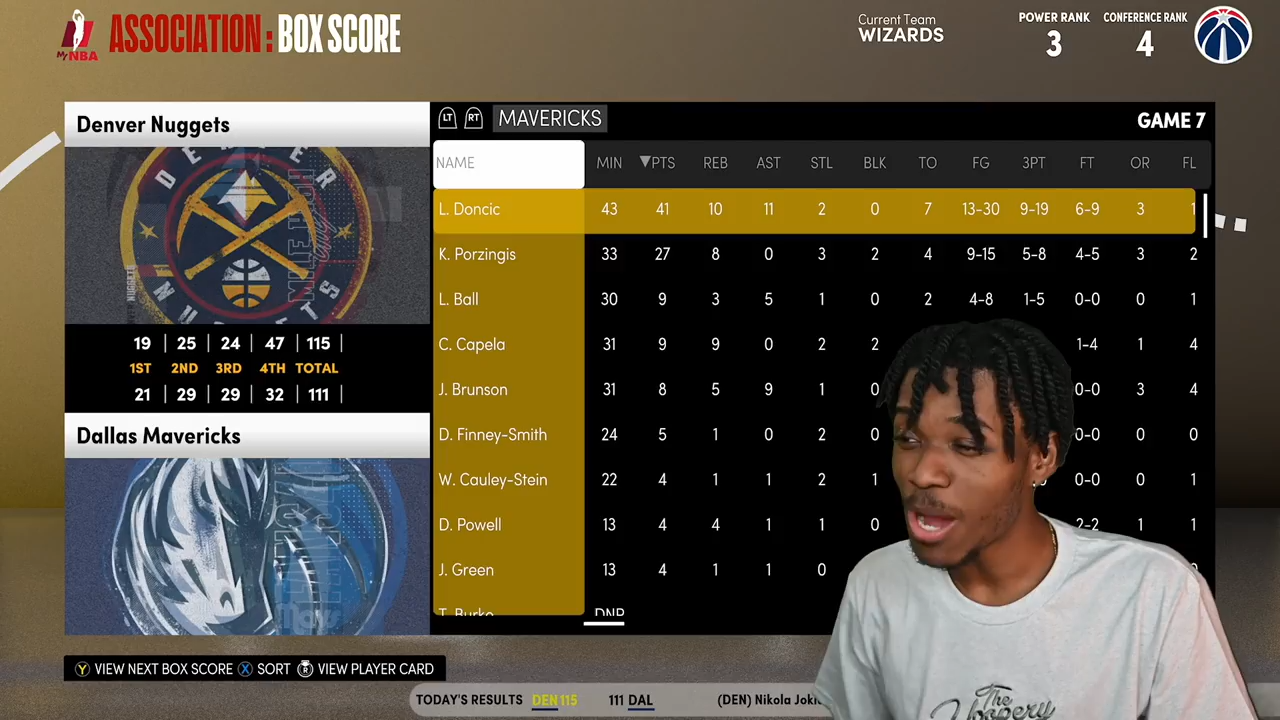 MyNBA
ASSOCIATION: BOX SCORE
Current Team
WIZARDS
POWER RANK
3
CONFERENCE RANK
4
Denver Nuggets
DENVER
NUGGETS
19 25 24 47 115
1ST 2ND 3RD 4TH TOTAL
21 29 29 32 111
Dallas Mavericks
LT RT MAVERICKS
GAME 7
NAME MIN ▼PTS REB AST STL BLK TO FG 3PT FT OR FL
L. Doncic 43 41 10 11 2 0 7 13-30 9-19 6-9 3 1
K. Porzingis 33 27 8 0 3 2 4 9-15 5-8 4-5 3 2
L. Ball 30 9 3 5 1 0 2 4-8 1-5 0-0 0 1
C. Capela 31 9 9 0 2 2 1-4 1 4
J. Brunson 31 8 5 9 1 0 0-0 3 4
D. Finney-Smith 24 5 1 0 2 0 0-0 0 0
W. Cauley-Stein 22 4 1 1 2 1 0-0 0 1
D. Powell 13 4 4 1 1 0 2-2 1 1
J. Green 13 4 1 1 0
T. Burke DNP
Y VIEW NEXT BOX SCORE X SORT R VIEW PLAYER CARD
TODAY'S RESULTS DEN 115 111 DAL (DEN) Nikola Joki
The